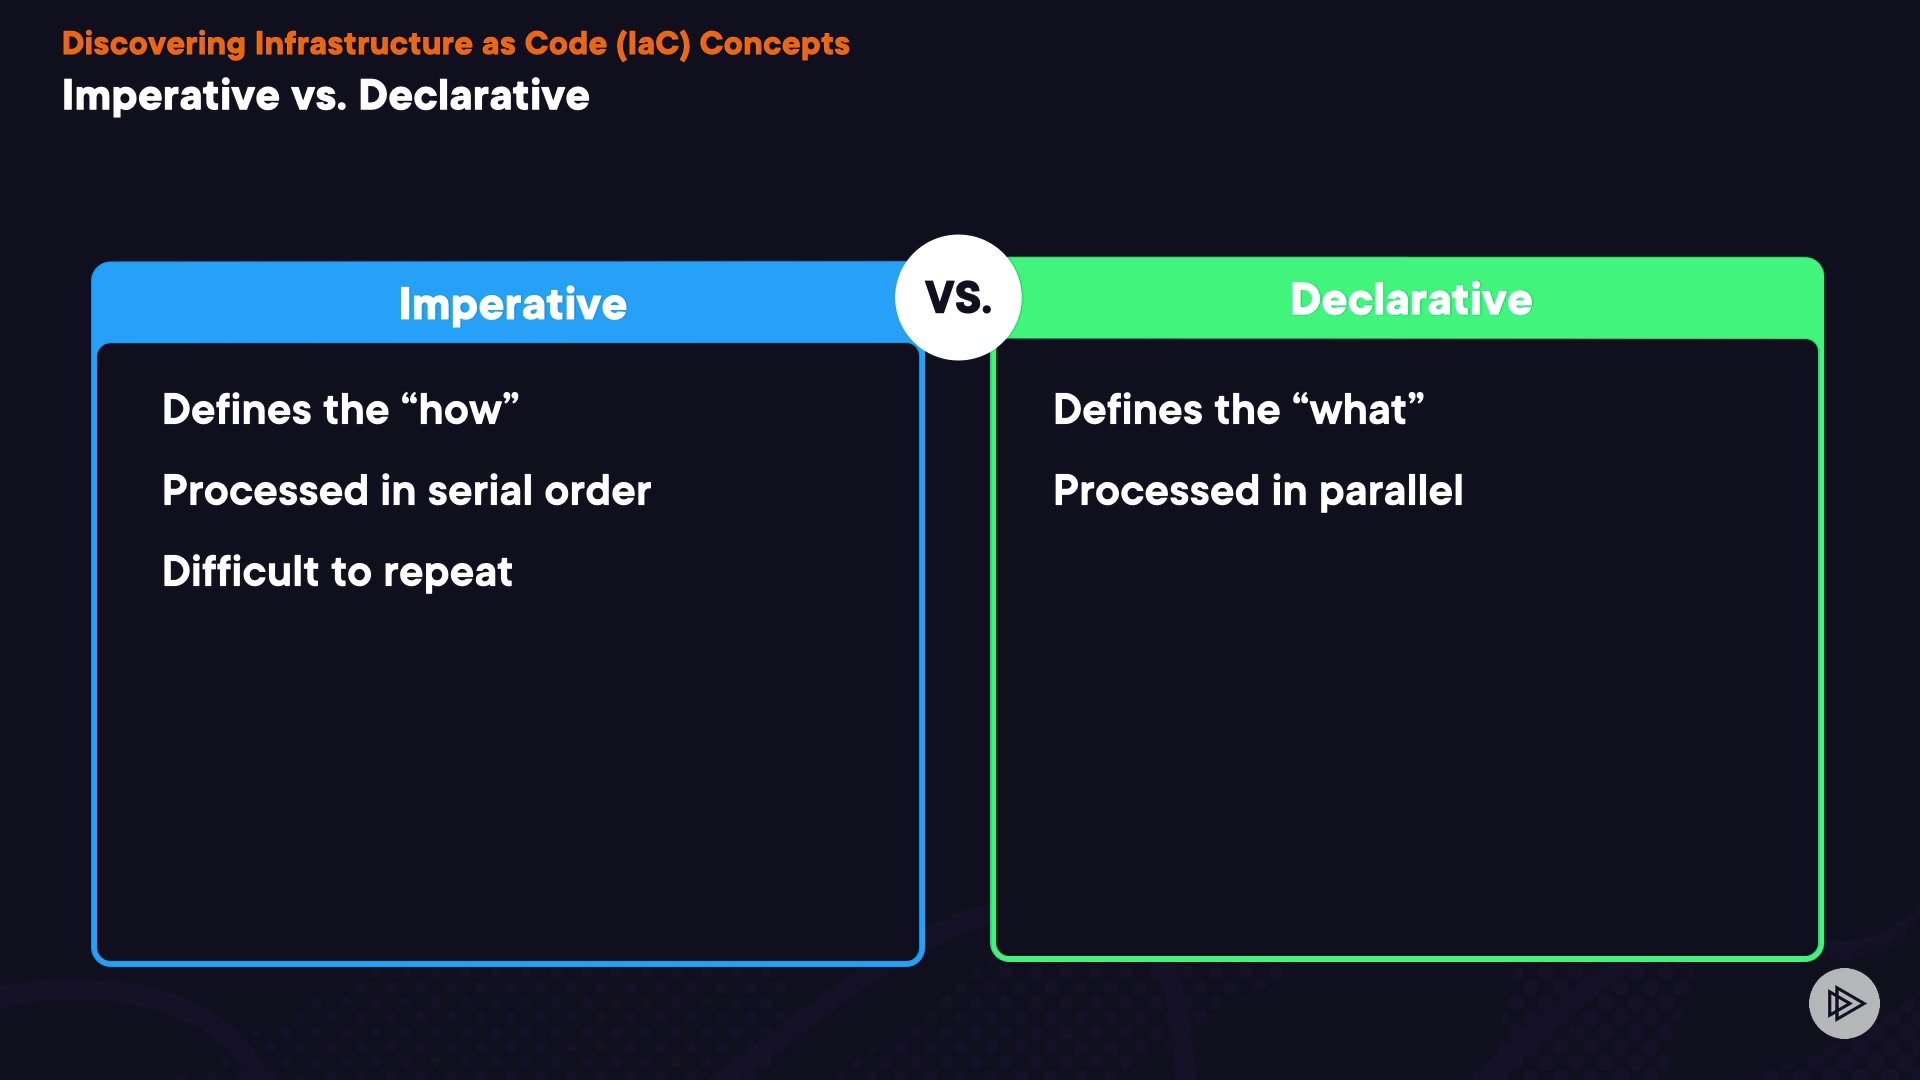 Discovering Infrastructure as Code (IaC) Concepts
Imperative vs. Declarative
Imperative
VS.
Declarative
Defines the “how”
Processed in serial order
Difficult to repeat
Defines the “what”
Processed in parallel